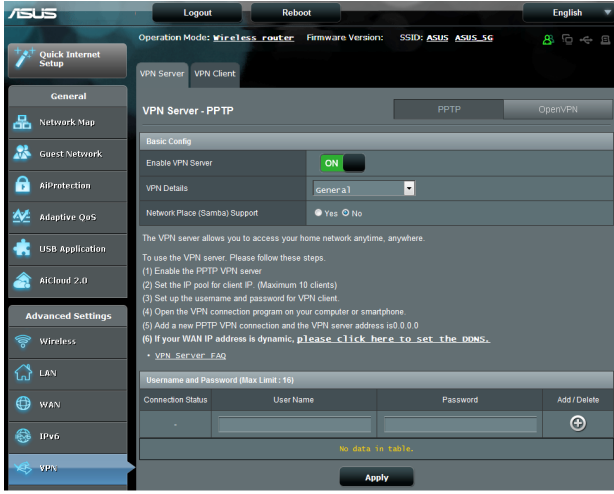 ASUS
Logout
Reboot
English
Operation Mode: Wireless router Firmware Version: SSID: ASUS ASUS_5G
Quick Internet
Setup
VPN Server VPN Client
General
VPN Server - PPTP
PPTP
OpenVPN
Network Map
Basic Config
Guest Network
Enable VPN Server ON
AiProtection
VPN Details General
Adaptive QoS
Network Place (Samba) Support Yes No
USB Application
The VPN server allows you to access your home network anytime, anywhere.
To use the VPN server. Please follow these steps.
(1) Enable the PPTP VPN server
AiCloud 2.0
(2) Set the IP pool for client IP. (Maximum 10 clients)
(3) Set up the username and password for VPN client.
Advanced Settings
(4) Open the VPN connection program on your computer or smartphone.
(5) Add a new PPTP VPN connection and the VPN server address is0.0.0.0
Wireless
(6) If your WAN IP address is dynamic, please click here to set the DDNS.
• VPN Server FAQ
LAN
Username and Password (Max Limit : 16)
WAN
Connection Status User Name Password Add / Delete
-
IPv6
No data in table.
VPN
Apply